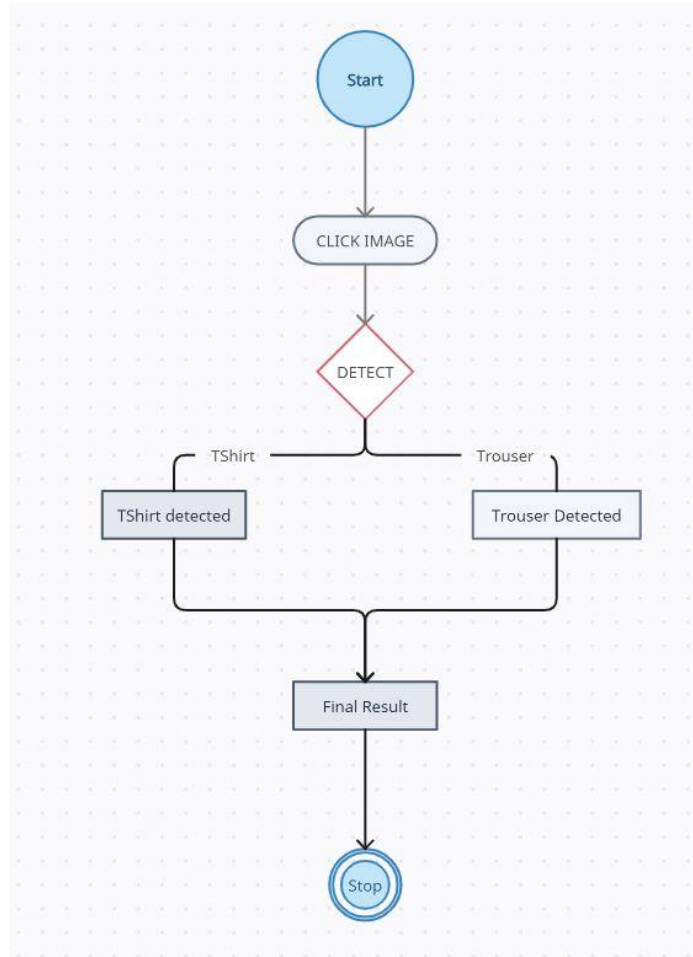 Start
CLICK IMAGE
DETECT
TShirt
Trouser
TShirt detected
Trouser Detected
Final Result
Stop